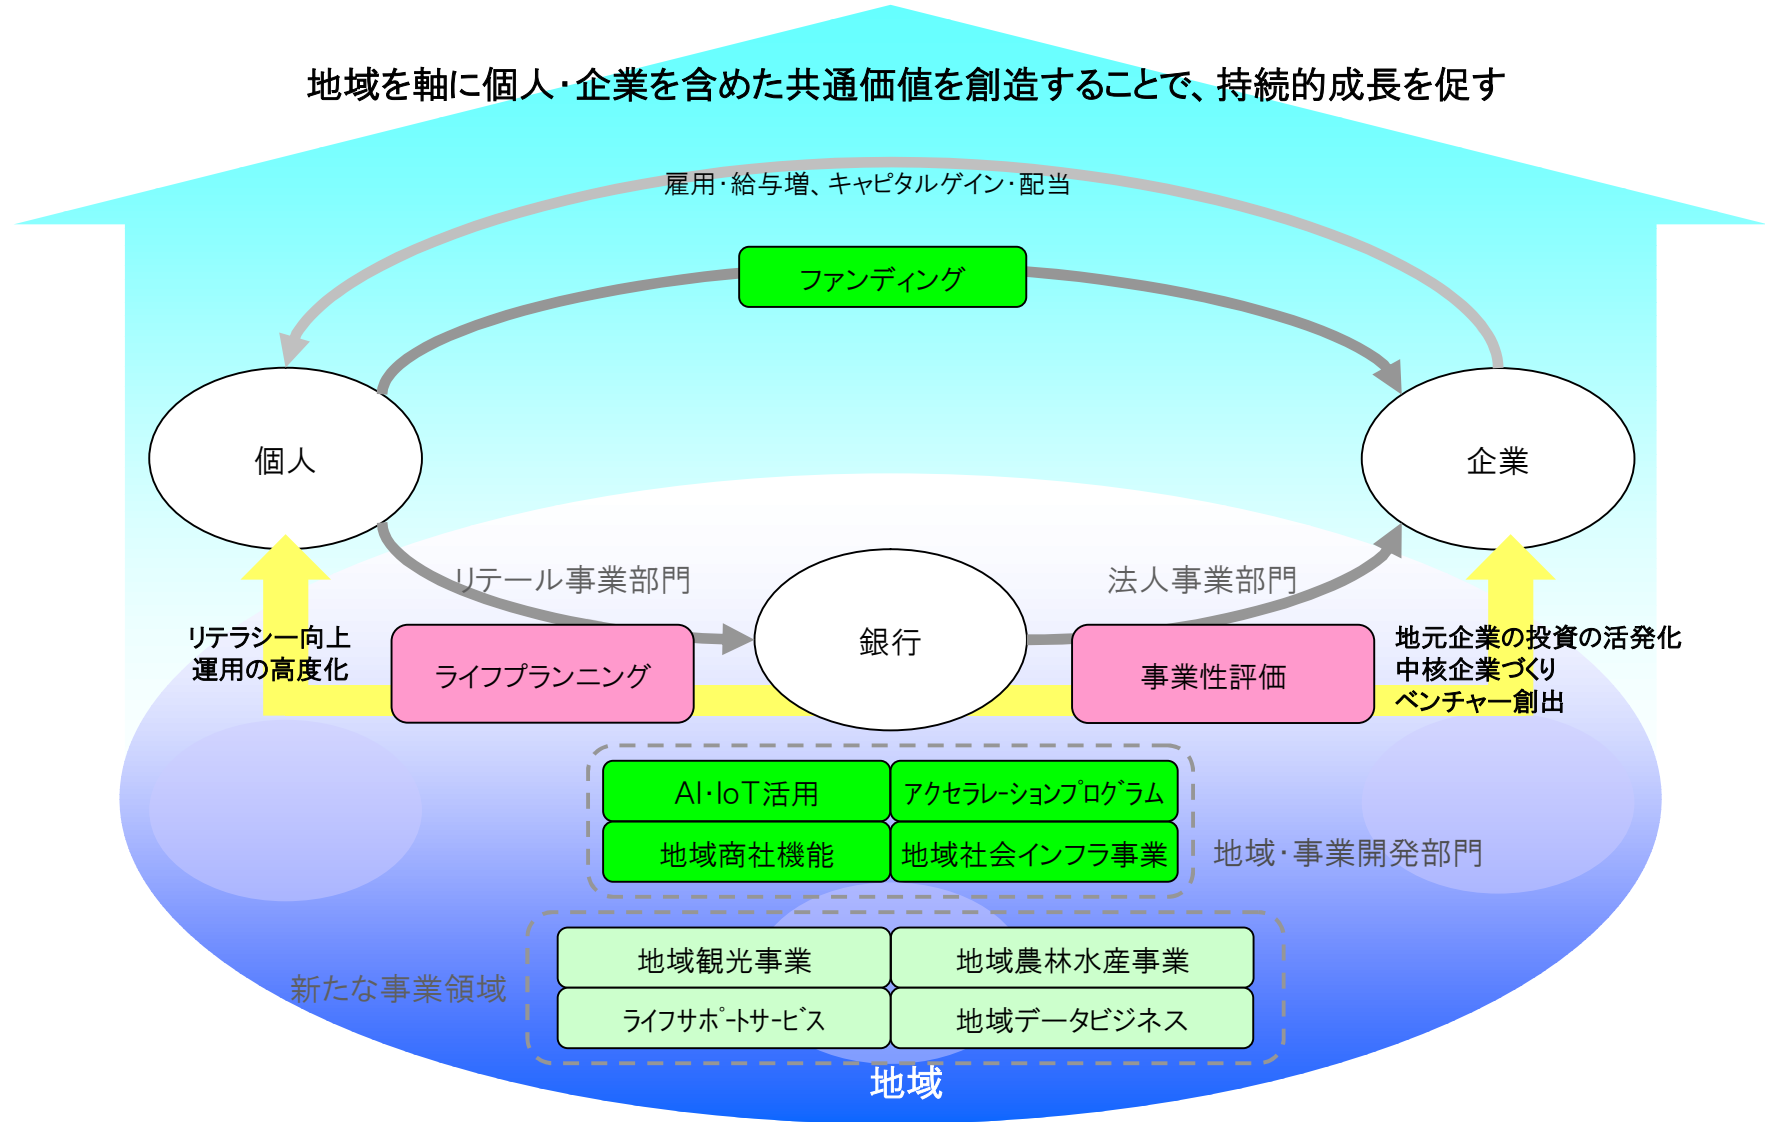 地域を軸に個人・企業を含めた共通価値を創造することで、持続的成長を促す
雇用・給与増、キャピタルゲイン・配当
ファンディング
個人
企業
リテール事業部門
法人事業部門
銀行
リテラシー向上
運用の高度化
ライフプランニング
事業性評価
地元企業の投資の活発化
中核企業づくり
ベンチャー創出
AI・IoT活用
アクセラレーションプログラム
地域商社機能
地域社会インフラ事業
地域・事業開発部門
地域観光事業
地域農林水産事業
新たな事業領域
ライフサポートサービス
地域データビジネス
地域